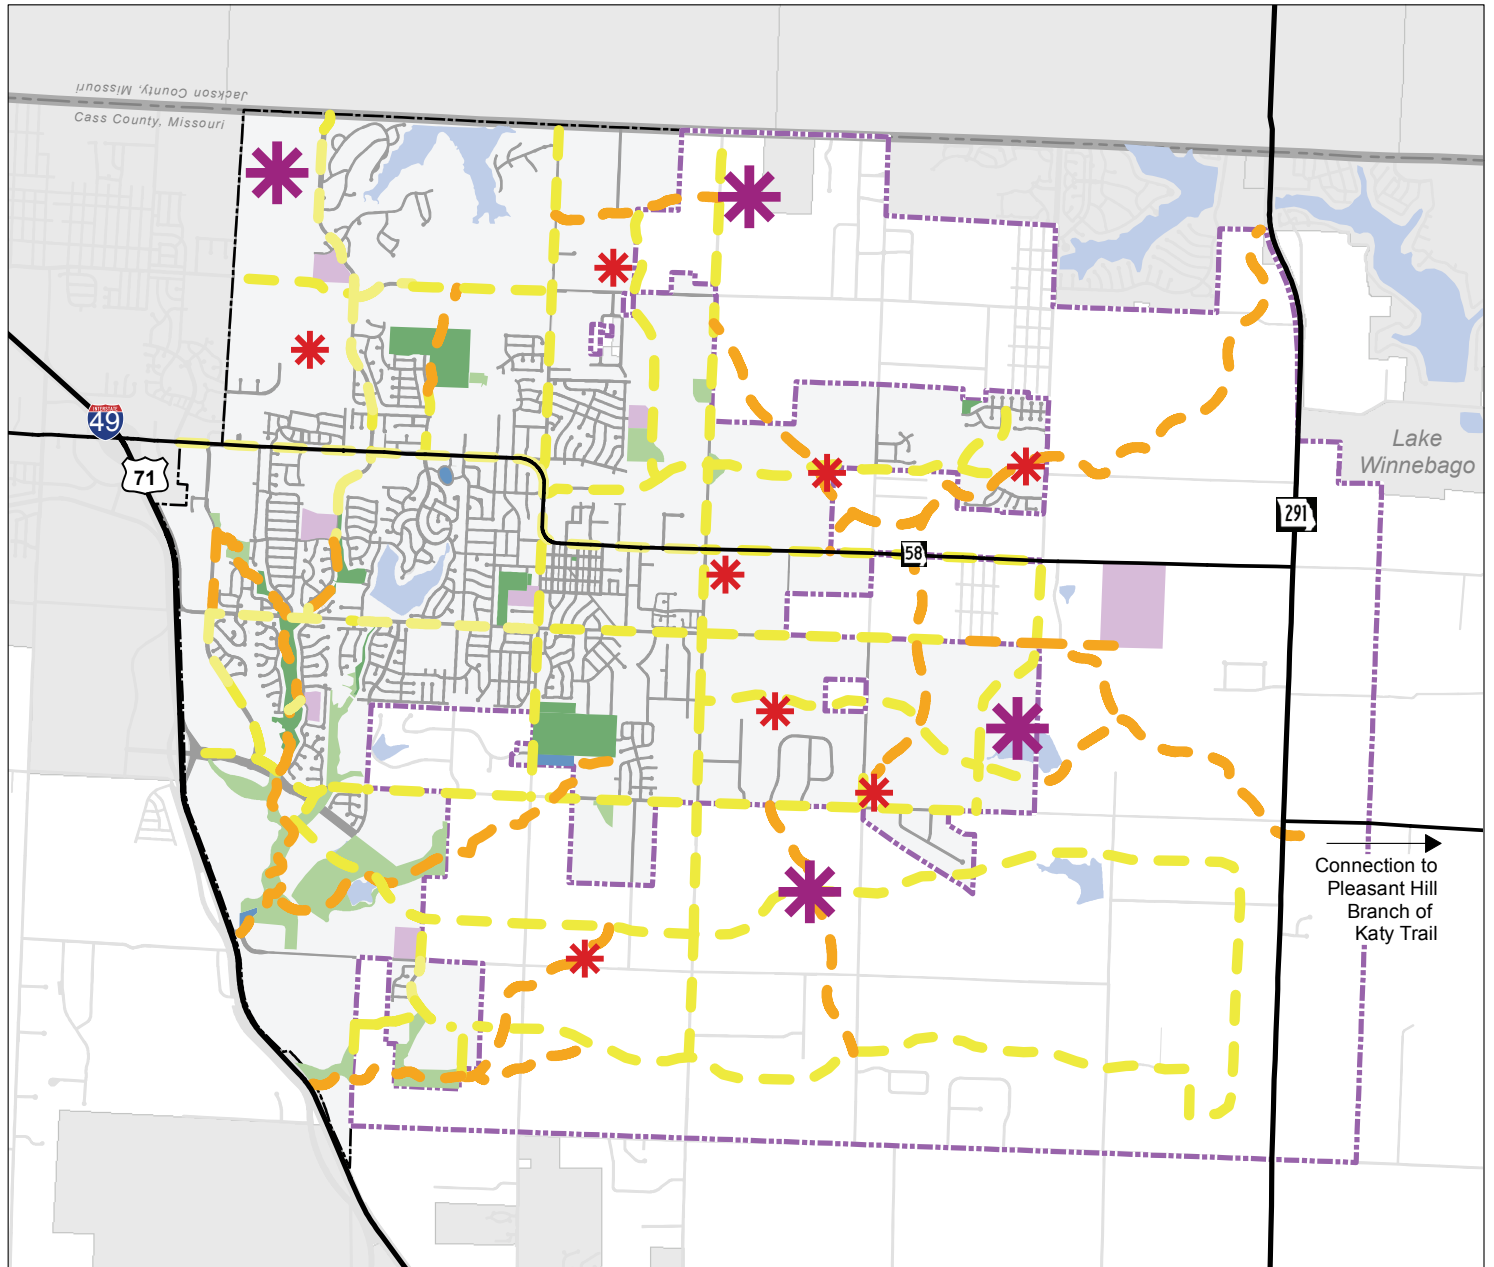 Jackson County, Missouri
Cass County, Missouri
INTERSTATE
49
71
Lake
Winnebago
291
58
Connection to
Pleasant Hill
Branch of
Katy Trail